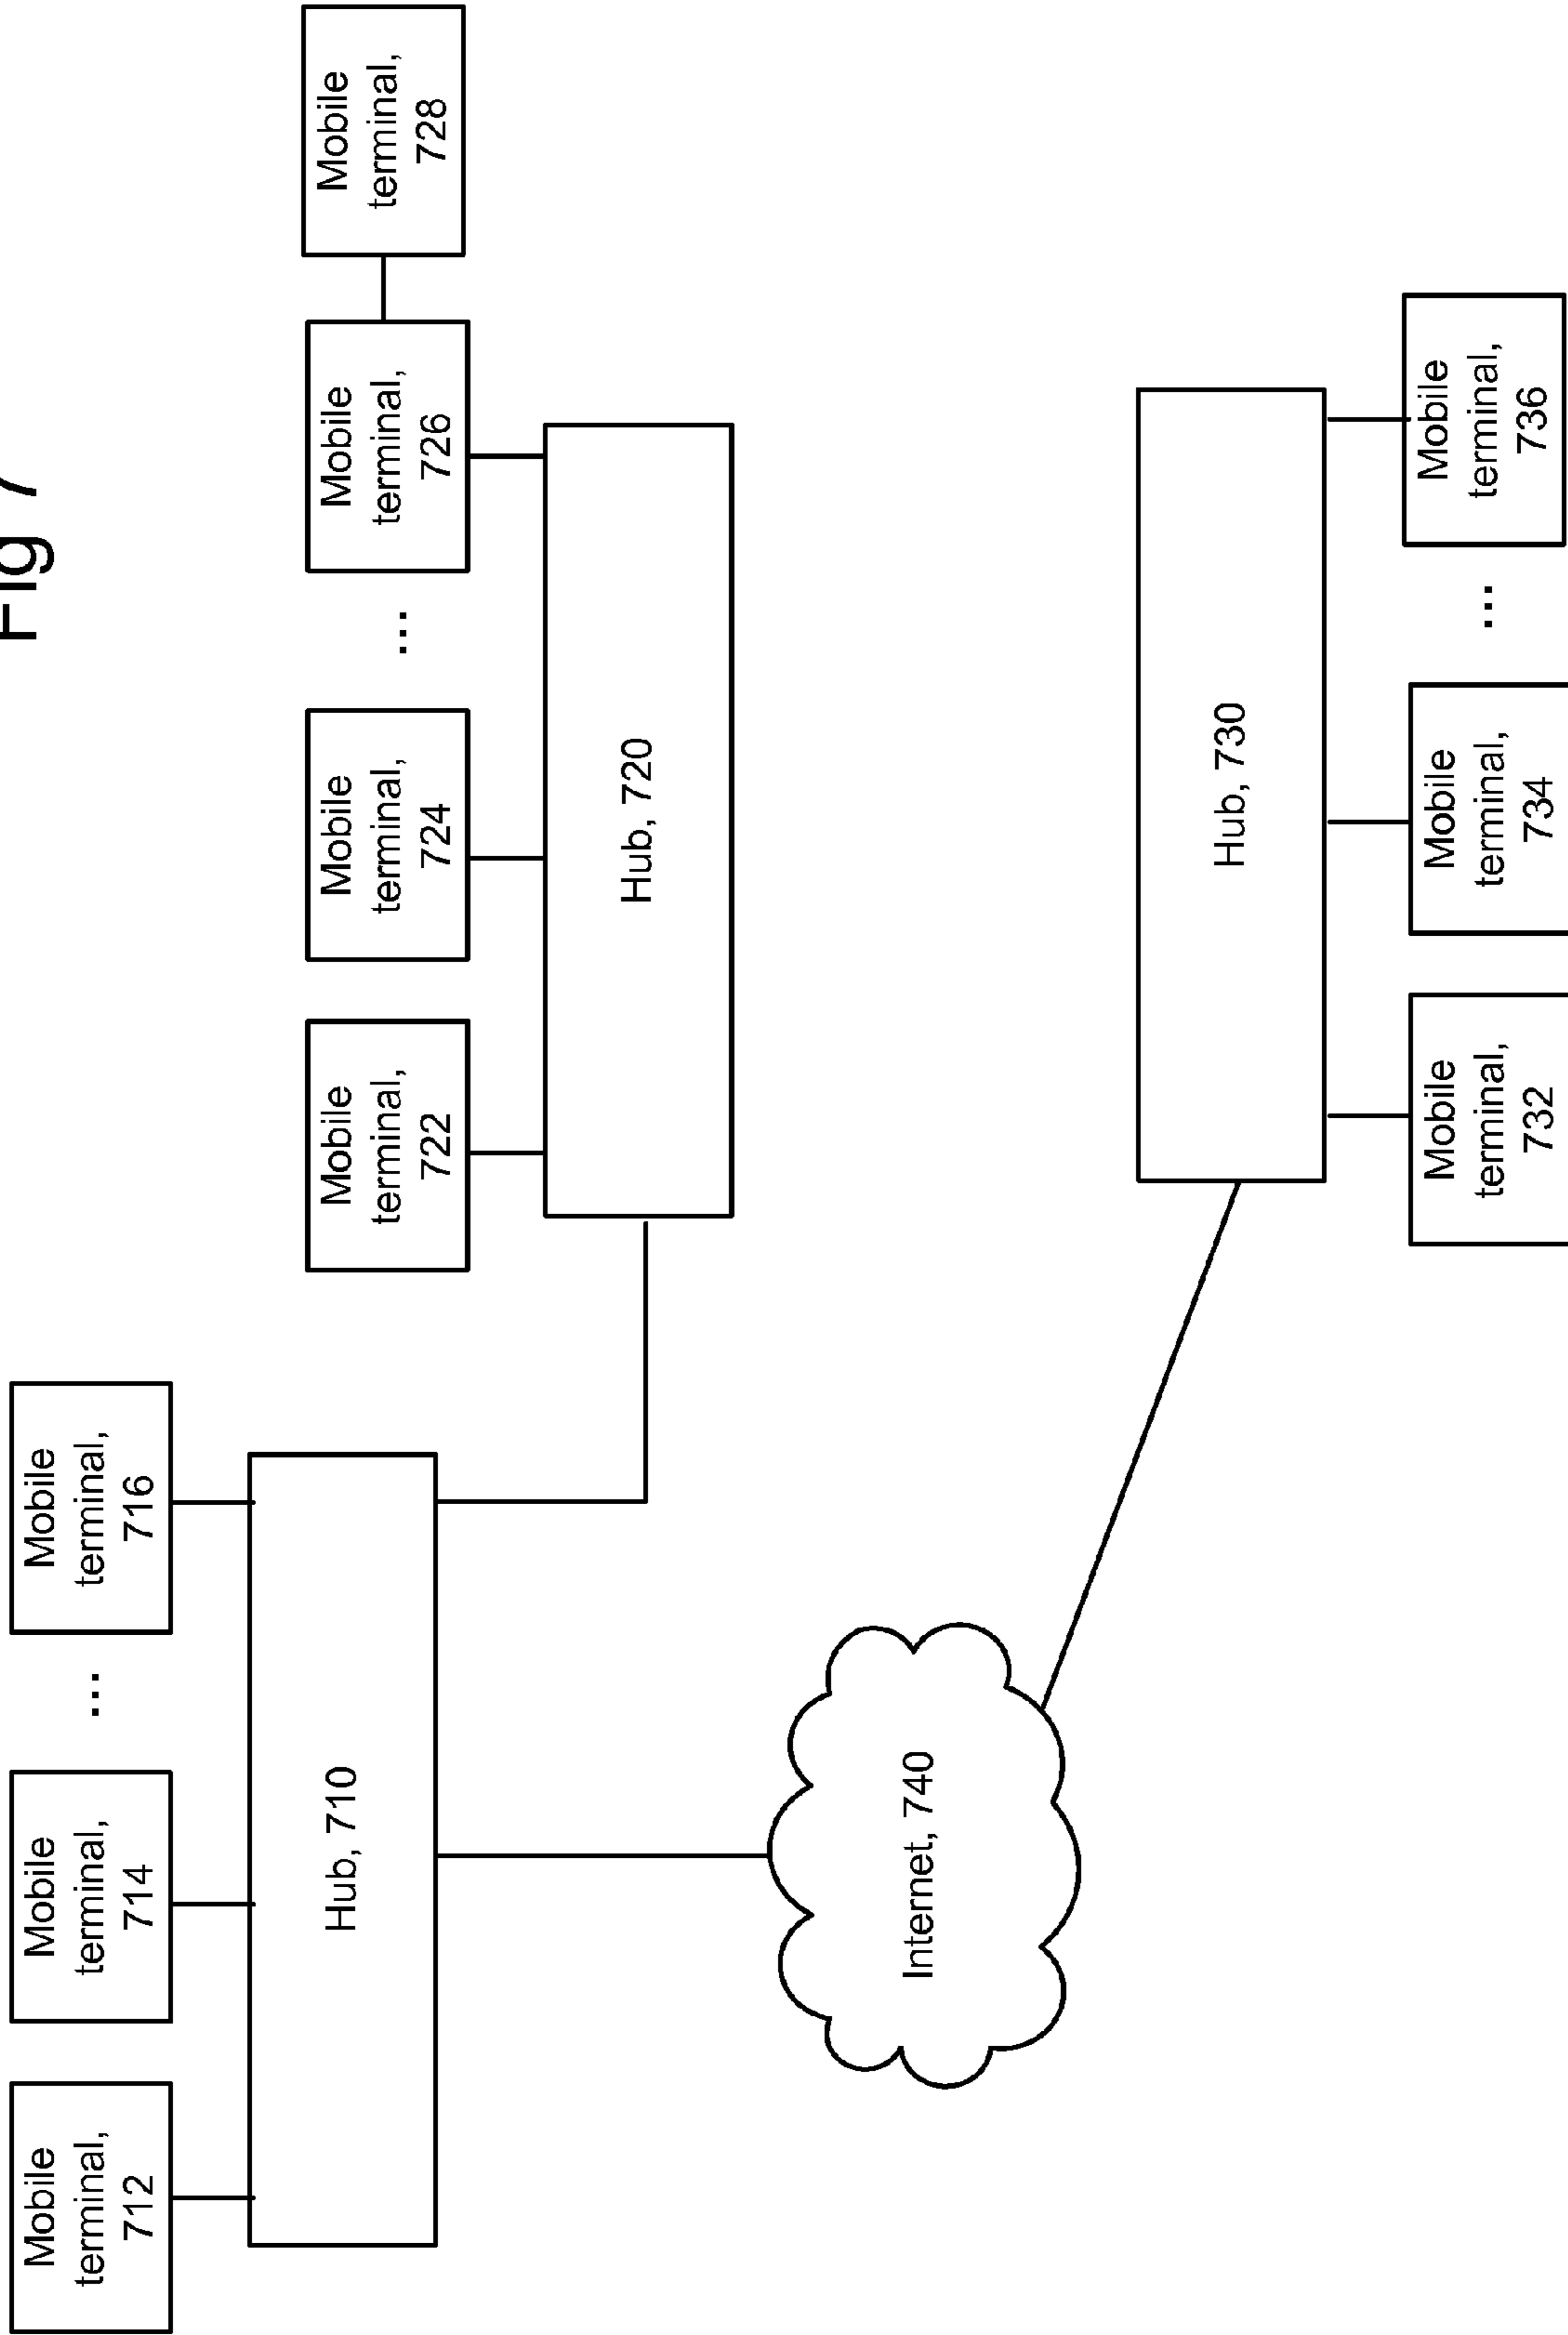 Fig 7
Mobile
terminal,
712
Mobile
terminal,
714
...
Mobile
terminal,
716
Hub, 710
Mobile
terminal,
722
Mobile
terminal,
724
...
Mobile
terminal,
726
Mobile
terminal,
728
Hub, 720
Internet, 740
Hub, 730
Mobile
terminal,
732
Mobile
terminal,
734
...
Mobile
terminal,
736